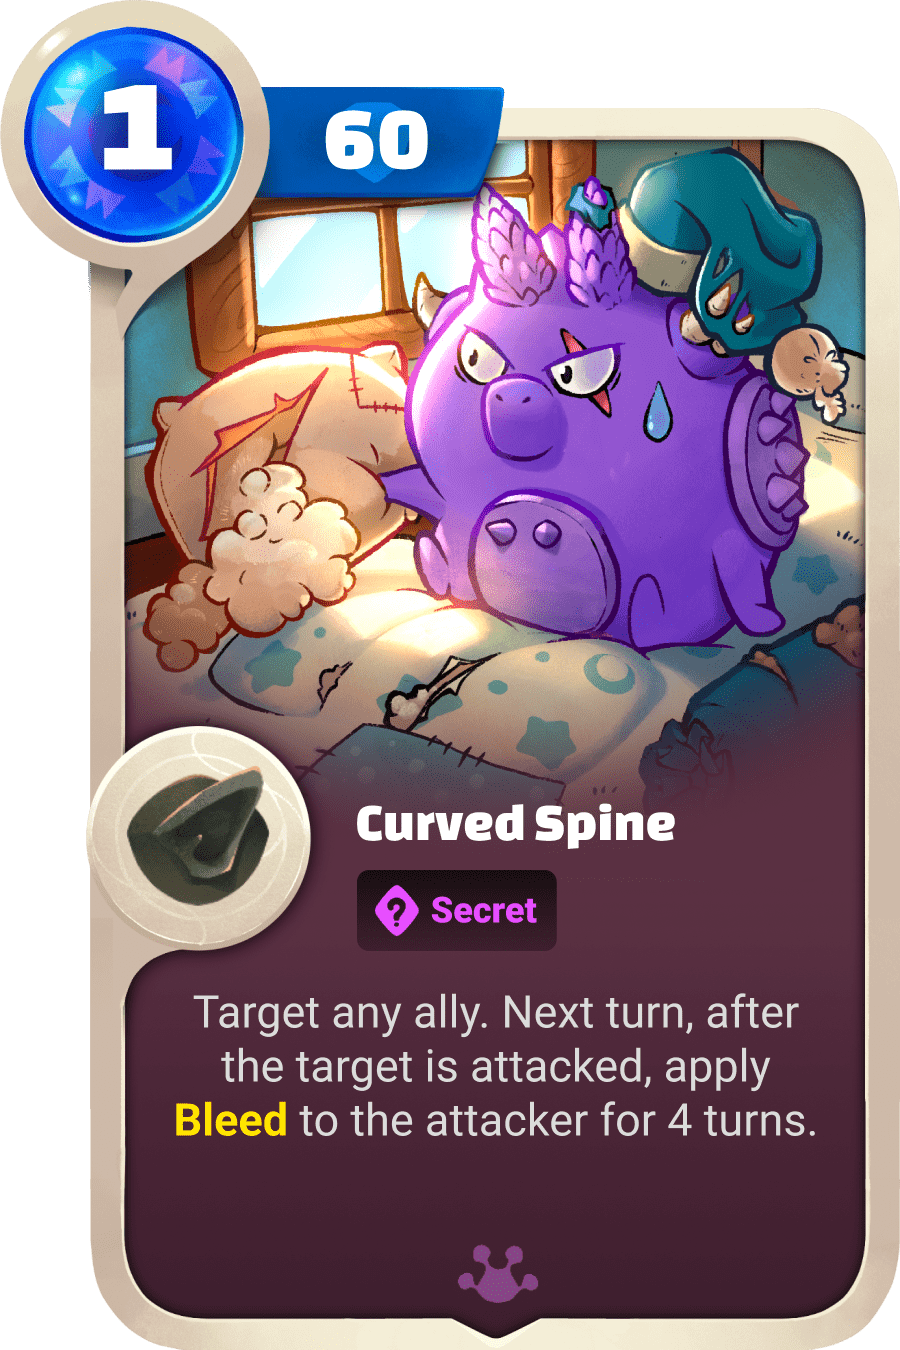 1
60
Curved Spine
Secret
Target any ally. Next turn, after
the target is attacked, apply
Bleed to the attacker for 4 turns.